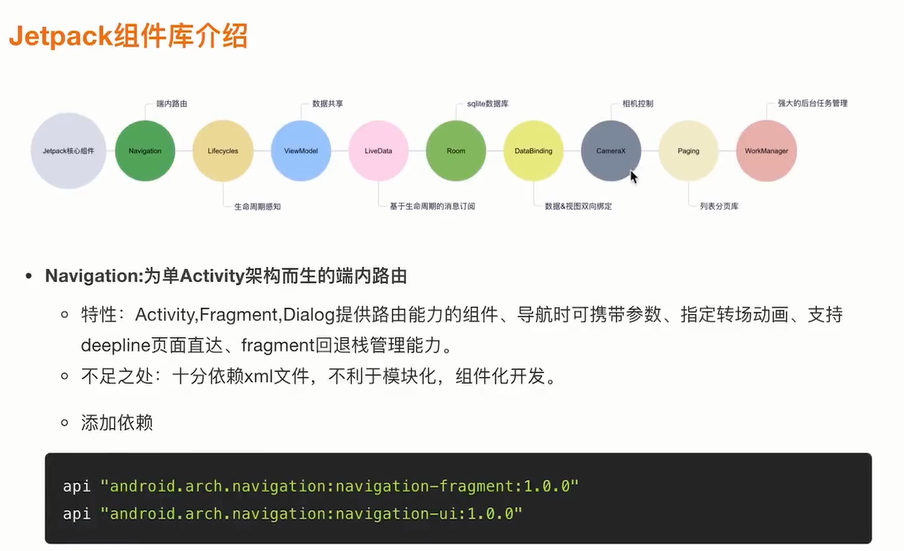 Jetpack组件库介绍
端内路由
数据共享
sqlite数据库
相机控制
强大的后台任务管理
Jetpack核心组件
Navigation
Lifecycles
ViewModel
LiveData
Room
DataBinding
CameraX
Paging
WorkManager
生命周期感知
基于生命周期的消息订阅
数据&视图双向绑定
列表分页库
Navigation:为单Activity架构而生的端内路由
特性：Activity,Fragment,Dialog提供路由能力的组件、导航时可携带参数、指定转场动画、支持
deepline页面直达、fragment回退栈管理能力。
不足之处：十分依赖xml文件，不利于模块化，组件化开发。
添加依赖
api "android.arch.navigation:navigation-fragment:1.0.0"
api "android.arch.navigation:navigation-ui:1.0.0"